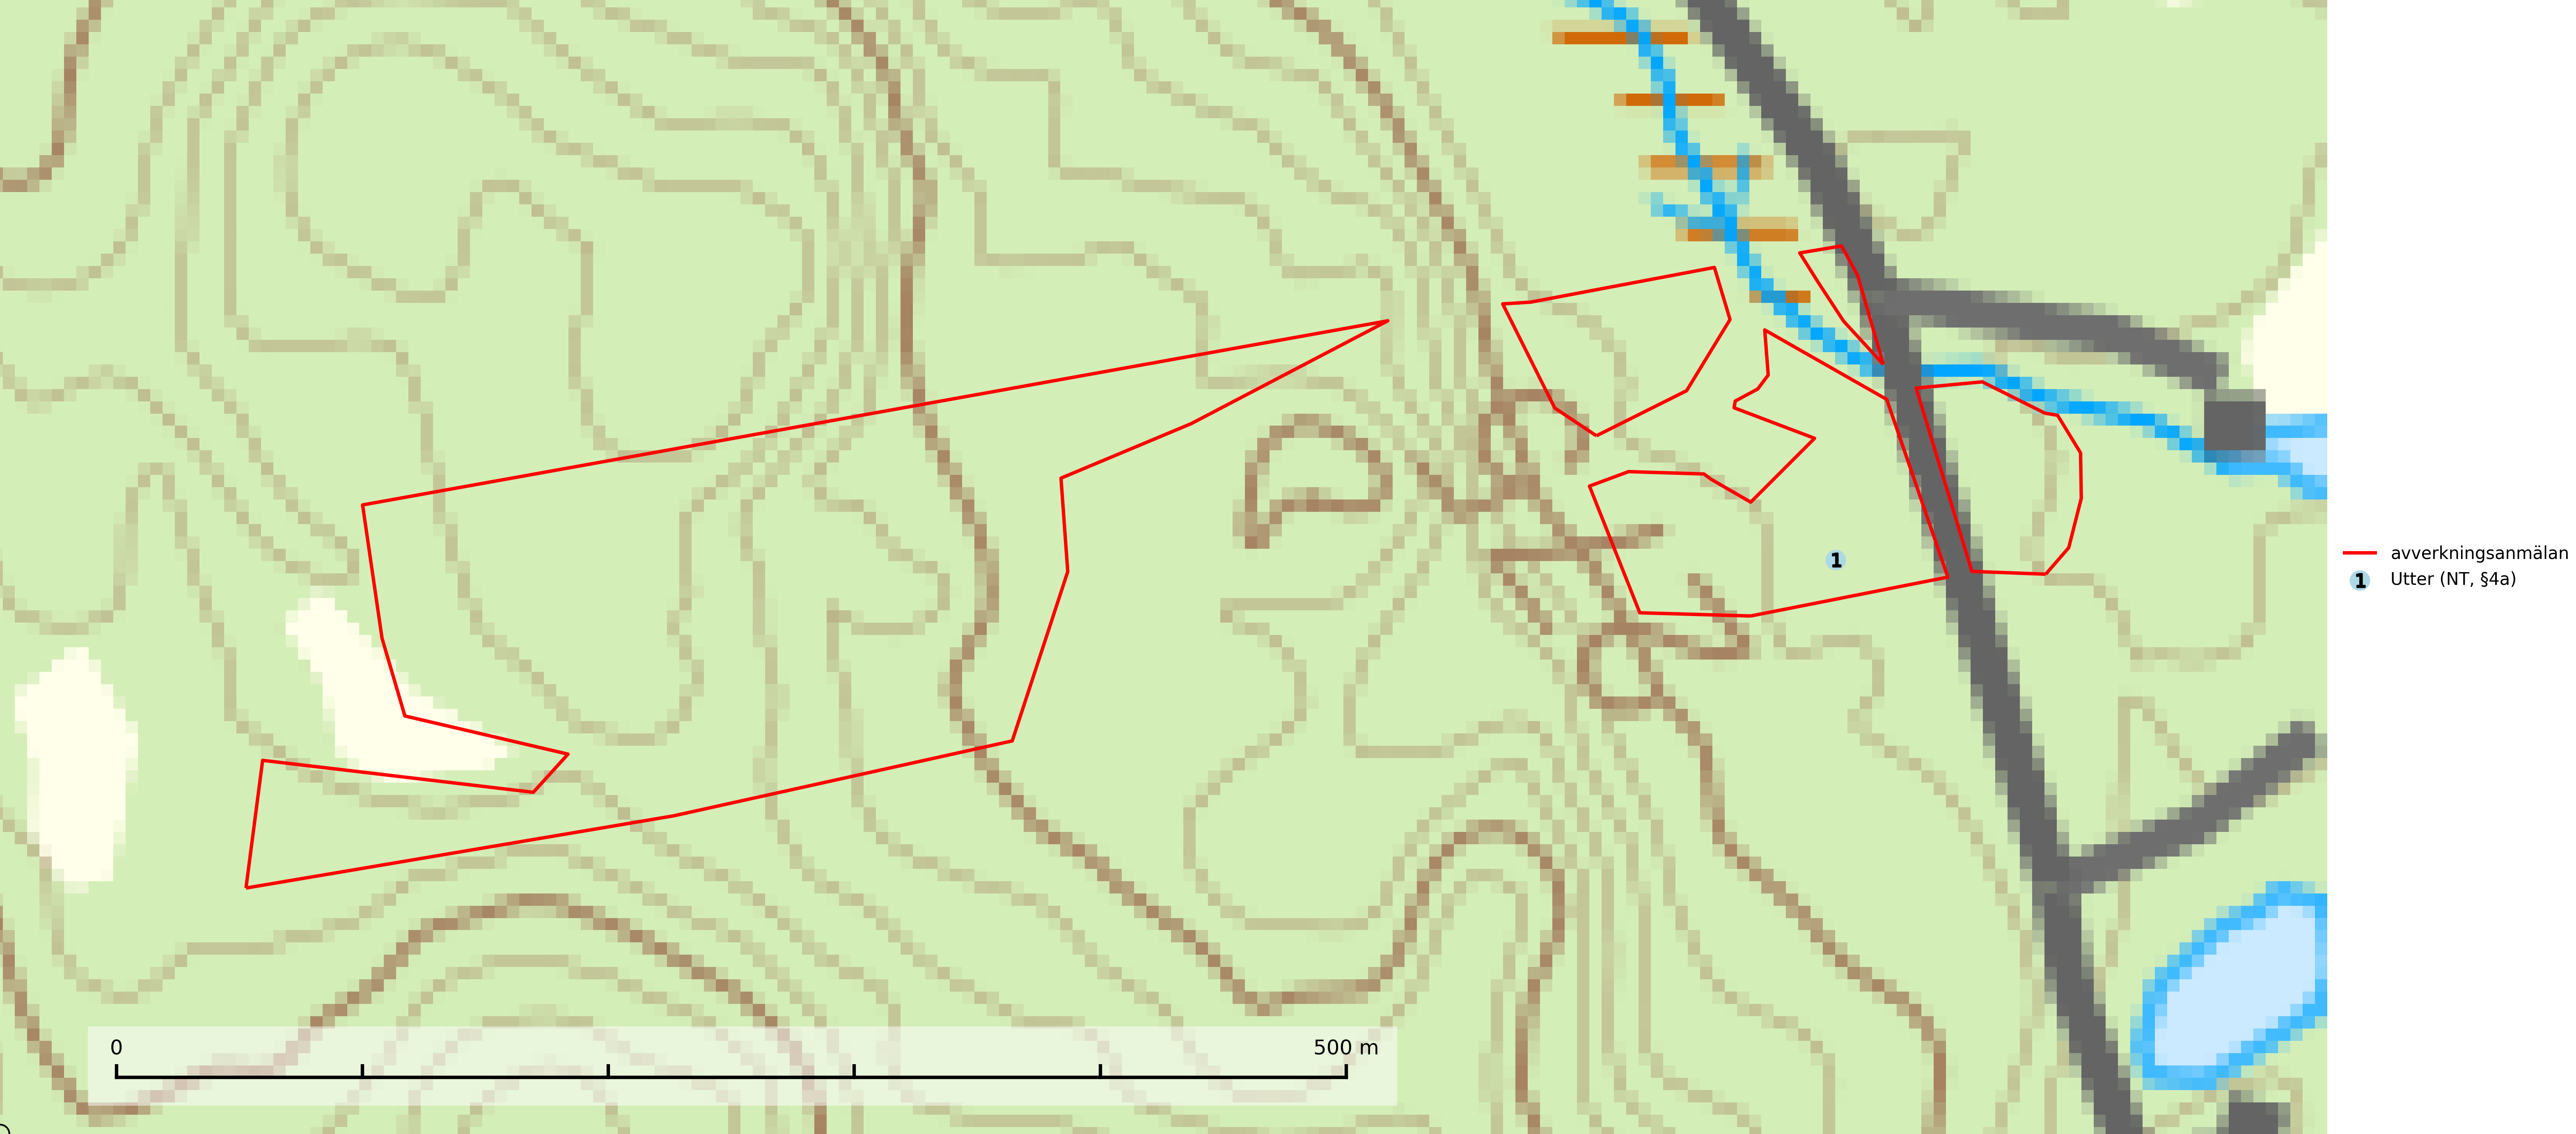 1
avverkningsanmälan
1 Utter (NT, §4a)
0 500 m